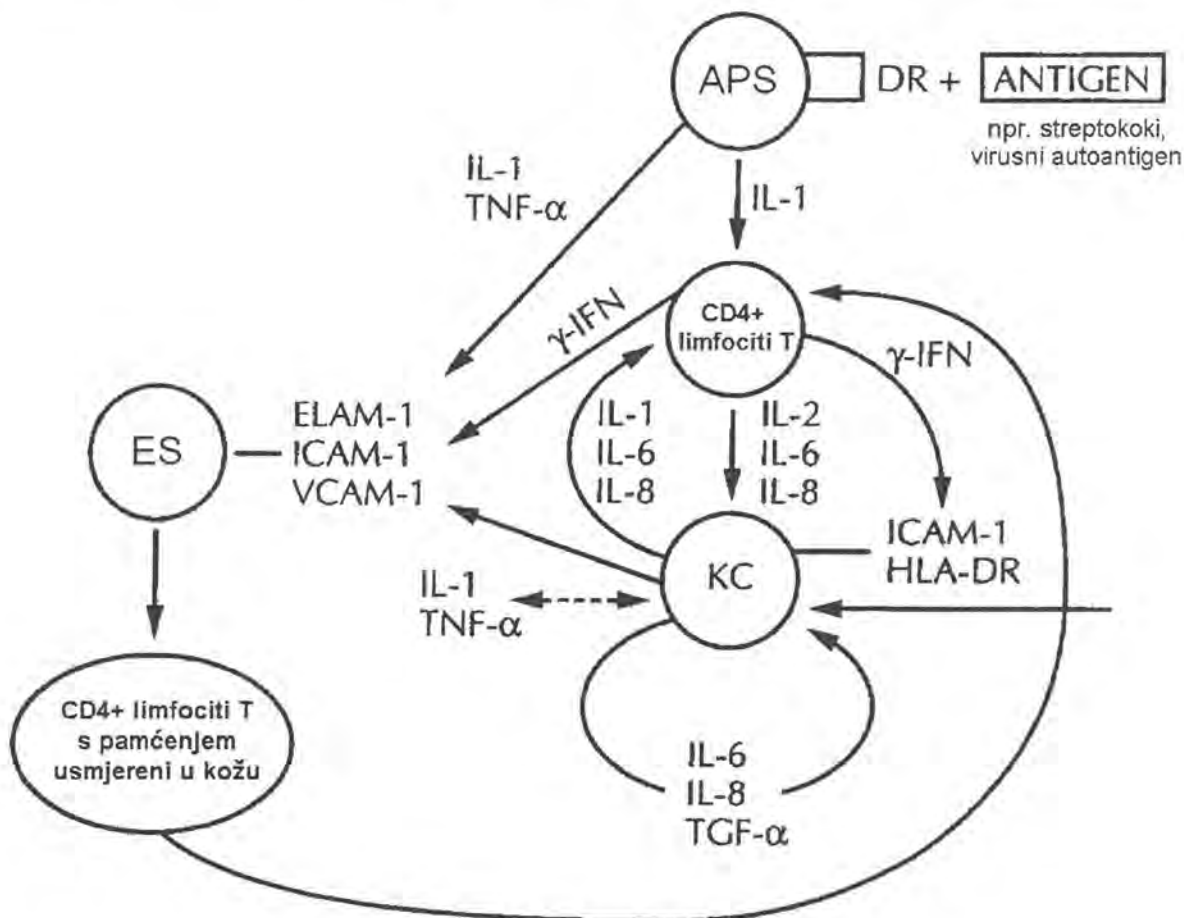 APS
DR + ANTIGEN
npr. streptokoki,
virusni autoantigen
IL-1
TNF-α
IL-1
γ-IFN
CD4+
limfociti T
γ-IFN
ES
ELAM-1
ICAM-1
VCAM-1
IL-1
IL-6
IL-8
IL-2
IL-6
IL-8
KC
ICAM-1
HLA-DR
IL-1
TNF-α
CD4+ limfociti T
s pamćenjem
usmjereni u kožu
IL-6
IL-8
TGF-α